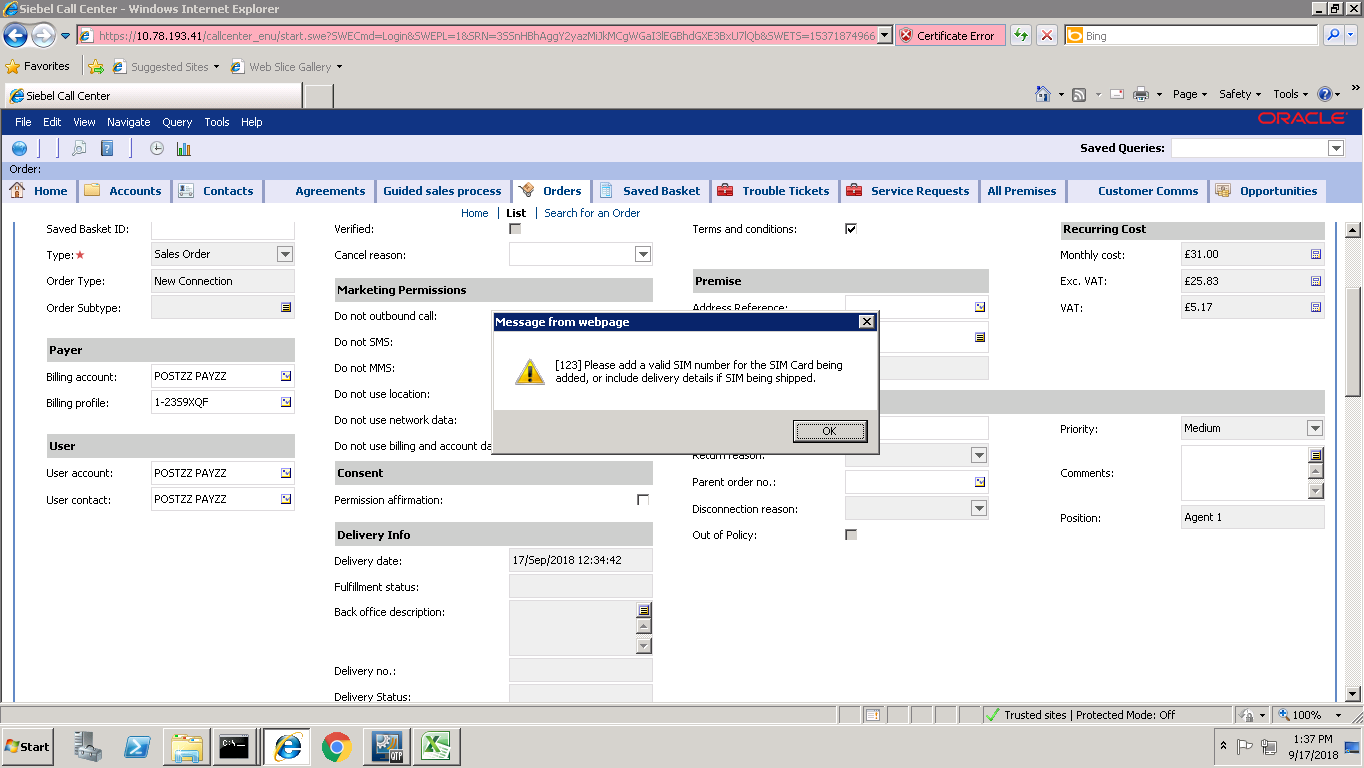 Siebel Call Center - Windows Internet Explorer
https://10.78.193.41/callcenter_enu/start.swe?SWECmd=Login&SWEPL=1&SRN=3SSnHBhAggY2yazMiJkMCgWGaI3lEGBhdGXE3BxU7lQb&SWETS=15371874966 Certificate Error Bing
Favorites Suggested Sites Web Slice Gallery
Siebel Call Center Page Safety Tools
File Edit View Navigate Query Tools Help ORACLE
Saved Queries:
Order:
Home Accounts Contacts Agreements Guided sales process Orders Saved Basket Trouble Tickets Service Requests All Premises Customer Comms Opportunities
Home List Search for an Order
Saved Basket ID: Verified: Terms and conditions: Recurring Cost
Type: Sales Order Cancel reason: Monthly cost: £31.00
Order Type: New Connection Marketing Permissions Premise Exc. VAT: £25.83
Order Subtype: Do not outbound call: Address Reference: VAT: £5.17
Message from webpage
[123] Please add a valid SIM number for the SIM Card being
added, or include delivery details if SIM being shipped.
OK
Payer Do not SMS:
Billing account: POSTZZ PAYZZ Do not MMS:
Billing profile: 1-23S9XQF Do not use location:
Do not use network data: Priority: Medium
User Do not use billing and account da Return reason:
User account: POSTZZ PAYZZ Consent Parent order no.: Comments:
User contact: POSTZZ PAYZZ Permission affirmation: Disconnection reason: Position: Agent 1
Delivery Info Out of Policy:
Delivery date: 17/Sep/2018 12:34:42
Fulfillment status:
Back office description:
Delivery no.:
Delivery Status:
Trusted sites | Protected Mode: Off 100%
Start C:\ QTP 1:37 PM
9/17/2018